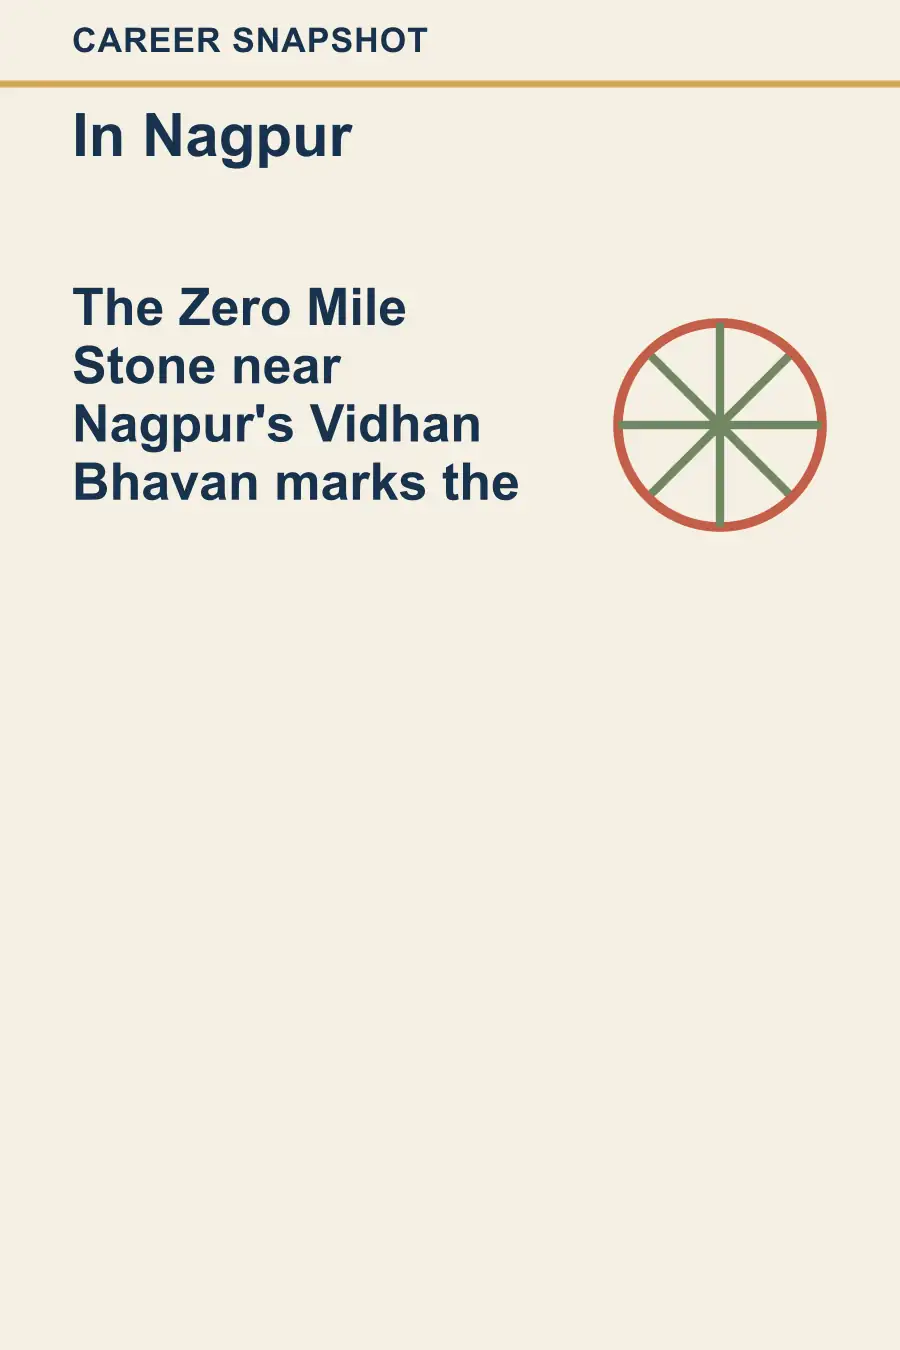 CAREER SNAPSHOT
In Nagpur
The Zero Mile
Stone near
Nagpur's Vidhan
Bhavan marks the